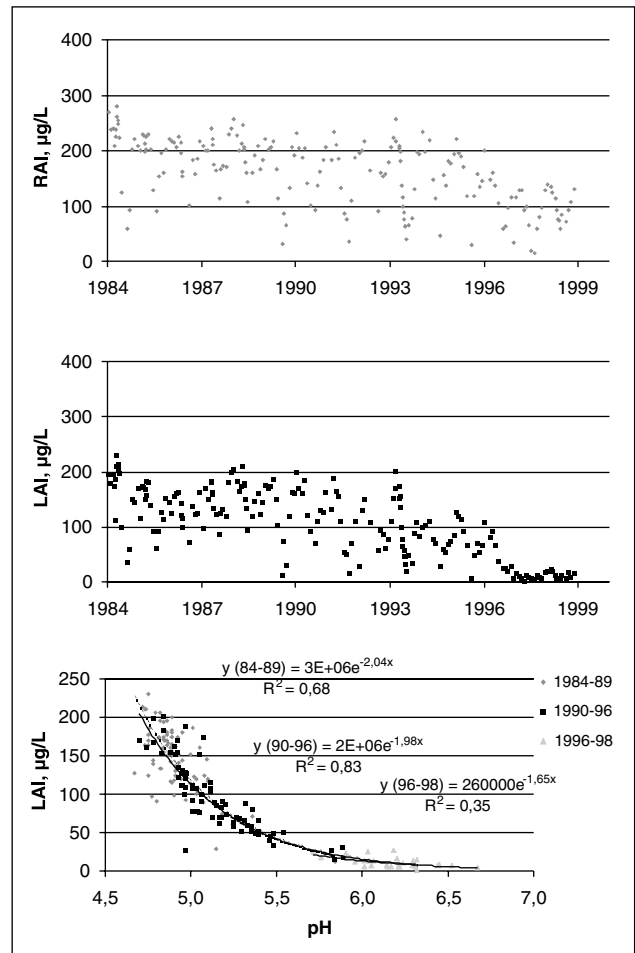 400
300
200
100
0
RAI, µg/L
1984 1987 1990 1993 1996 1999
400
300
200
100
0
LAI, µg/L
1984 1987 1990 1993 1996 1999
y (84-89) = 3E+06e-2,04x
R2 = 0,68
1984-89
1990-96
1996-98
y (90-96) = 2E+06e-1,98x
R2 = 0,83
y (96-98) = 260000e-1,65x
R2 = 0,35
250
200
150
100
50
0
LAI, µg/L
4,5 5,0 5,5 6,0 6,5 7,0
pH